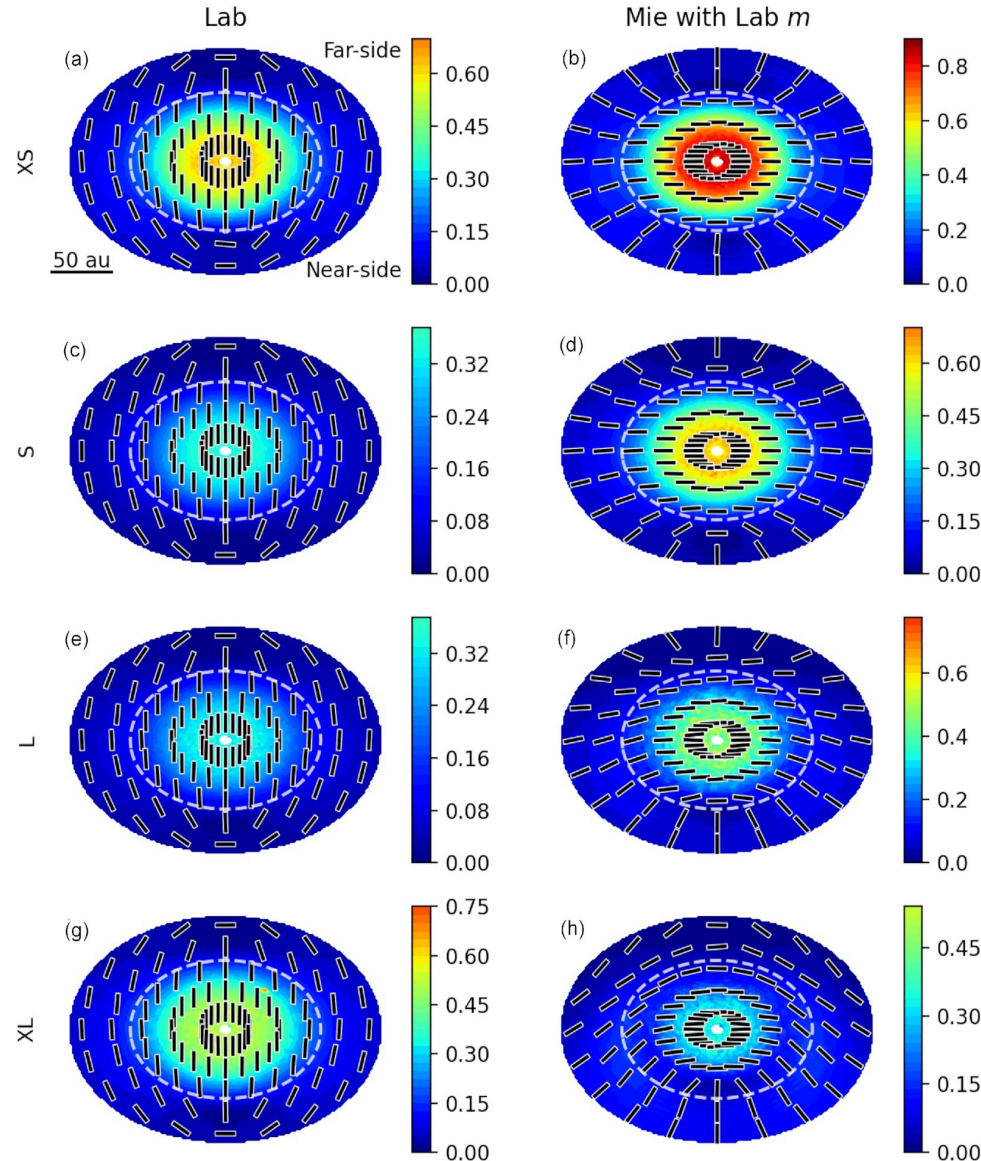 Lab
Mie with Lab m
(a)
Far-side
0.60
0.45
0.30
0.15
0.00
Near-side
50 au
XS
(b)
0.8
0.6
0.4
0.2
0.0
(c)
0.32
0.24
0.16
0.08
0.00
S
(d)
0.60
0.45
0.30
0.15
0.00
(e)
0.32
0.24
0.16
0.08
0.00
L
(f)
0.6
0.4
0.2
0.0
(g)
0.75
0.60
0.45
0.30
0.15
0.00
XL
(h)
0.45
0.30
0.15
0.00